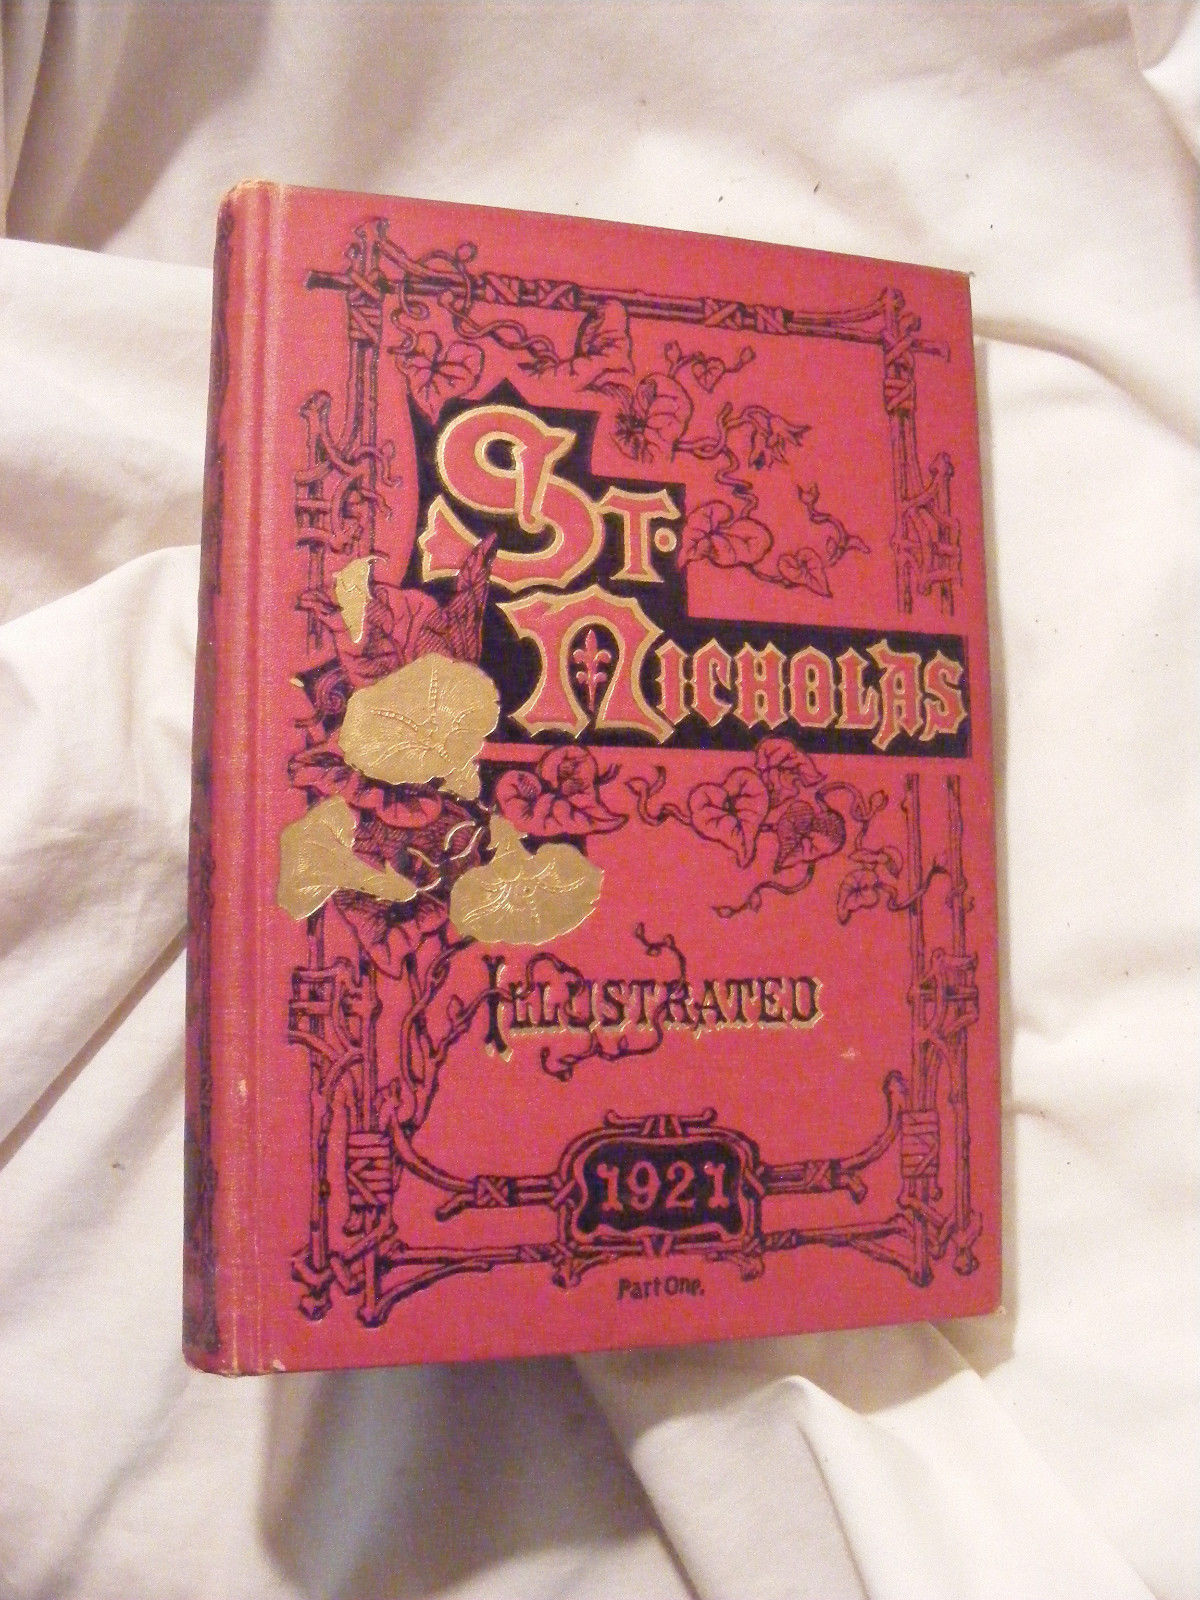 St.
Nicholas
Illustrated
1921
Part One.